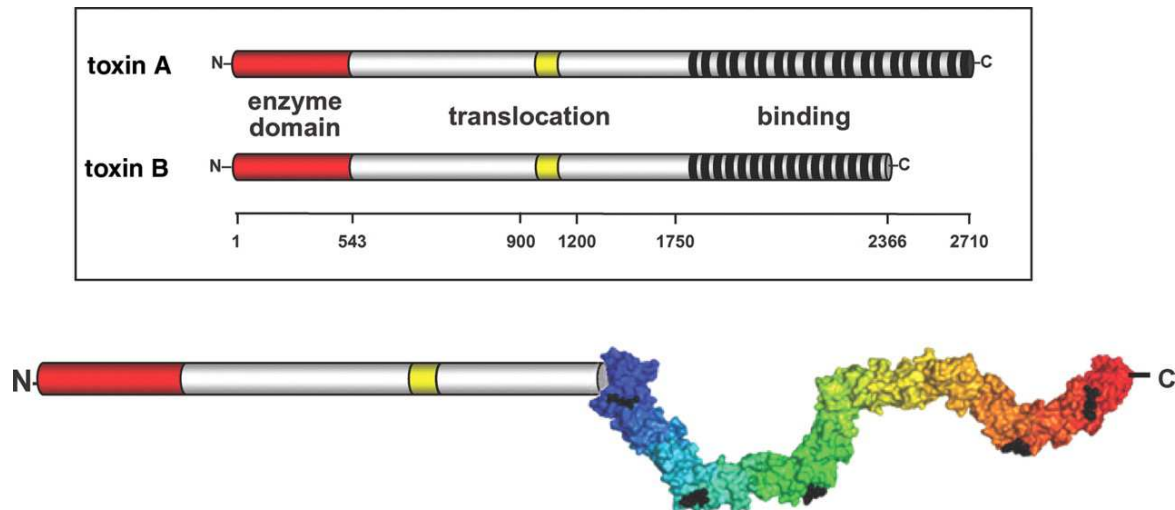 toxin A N C
enzyme
domain translocation binding
toxin B N C
1 543 900 1200 1750 2366 2710
N C